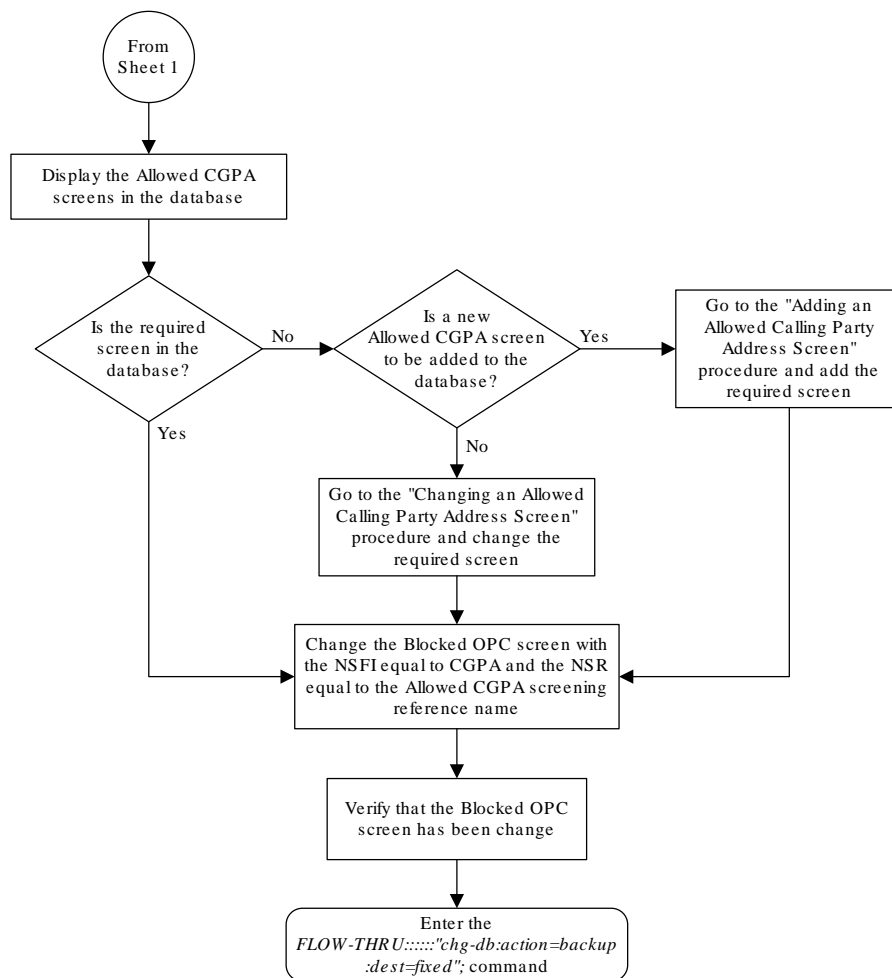 From
Sheet 1
Display the Allowed CGPA
screens in the database
Is the required
screen in the
database?
No
Yes
Is a new
Allowed CGPA screen
to be added to the
database?
Yes
No
Go to the "Adding an
Allowed Calling Party
Address Screen"
procedure and add the
required screen
Go to the "Changing an Allowed
Calling Party Address Screen"
procedure and change the
required screen
Change the Blocked OPC screen with
the NSFI equal to CGPA and the NSR
equal to the Allowed CGPA screening
reference name
Verify that the Blocked OPC
screen has been change
Enter the
FLOW-THRU::::::"chg-db:action=backup
:dest=fixed"; command